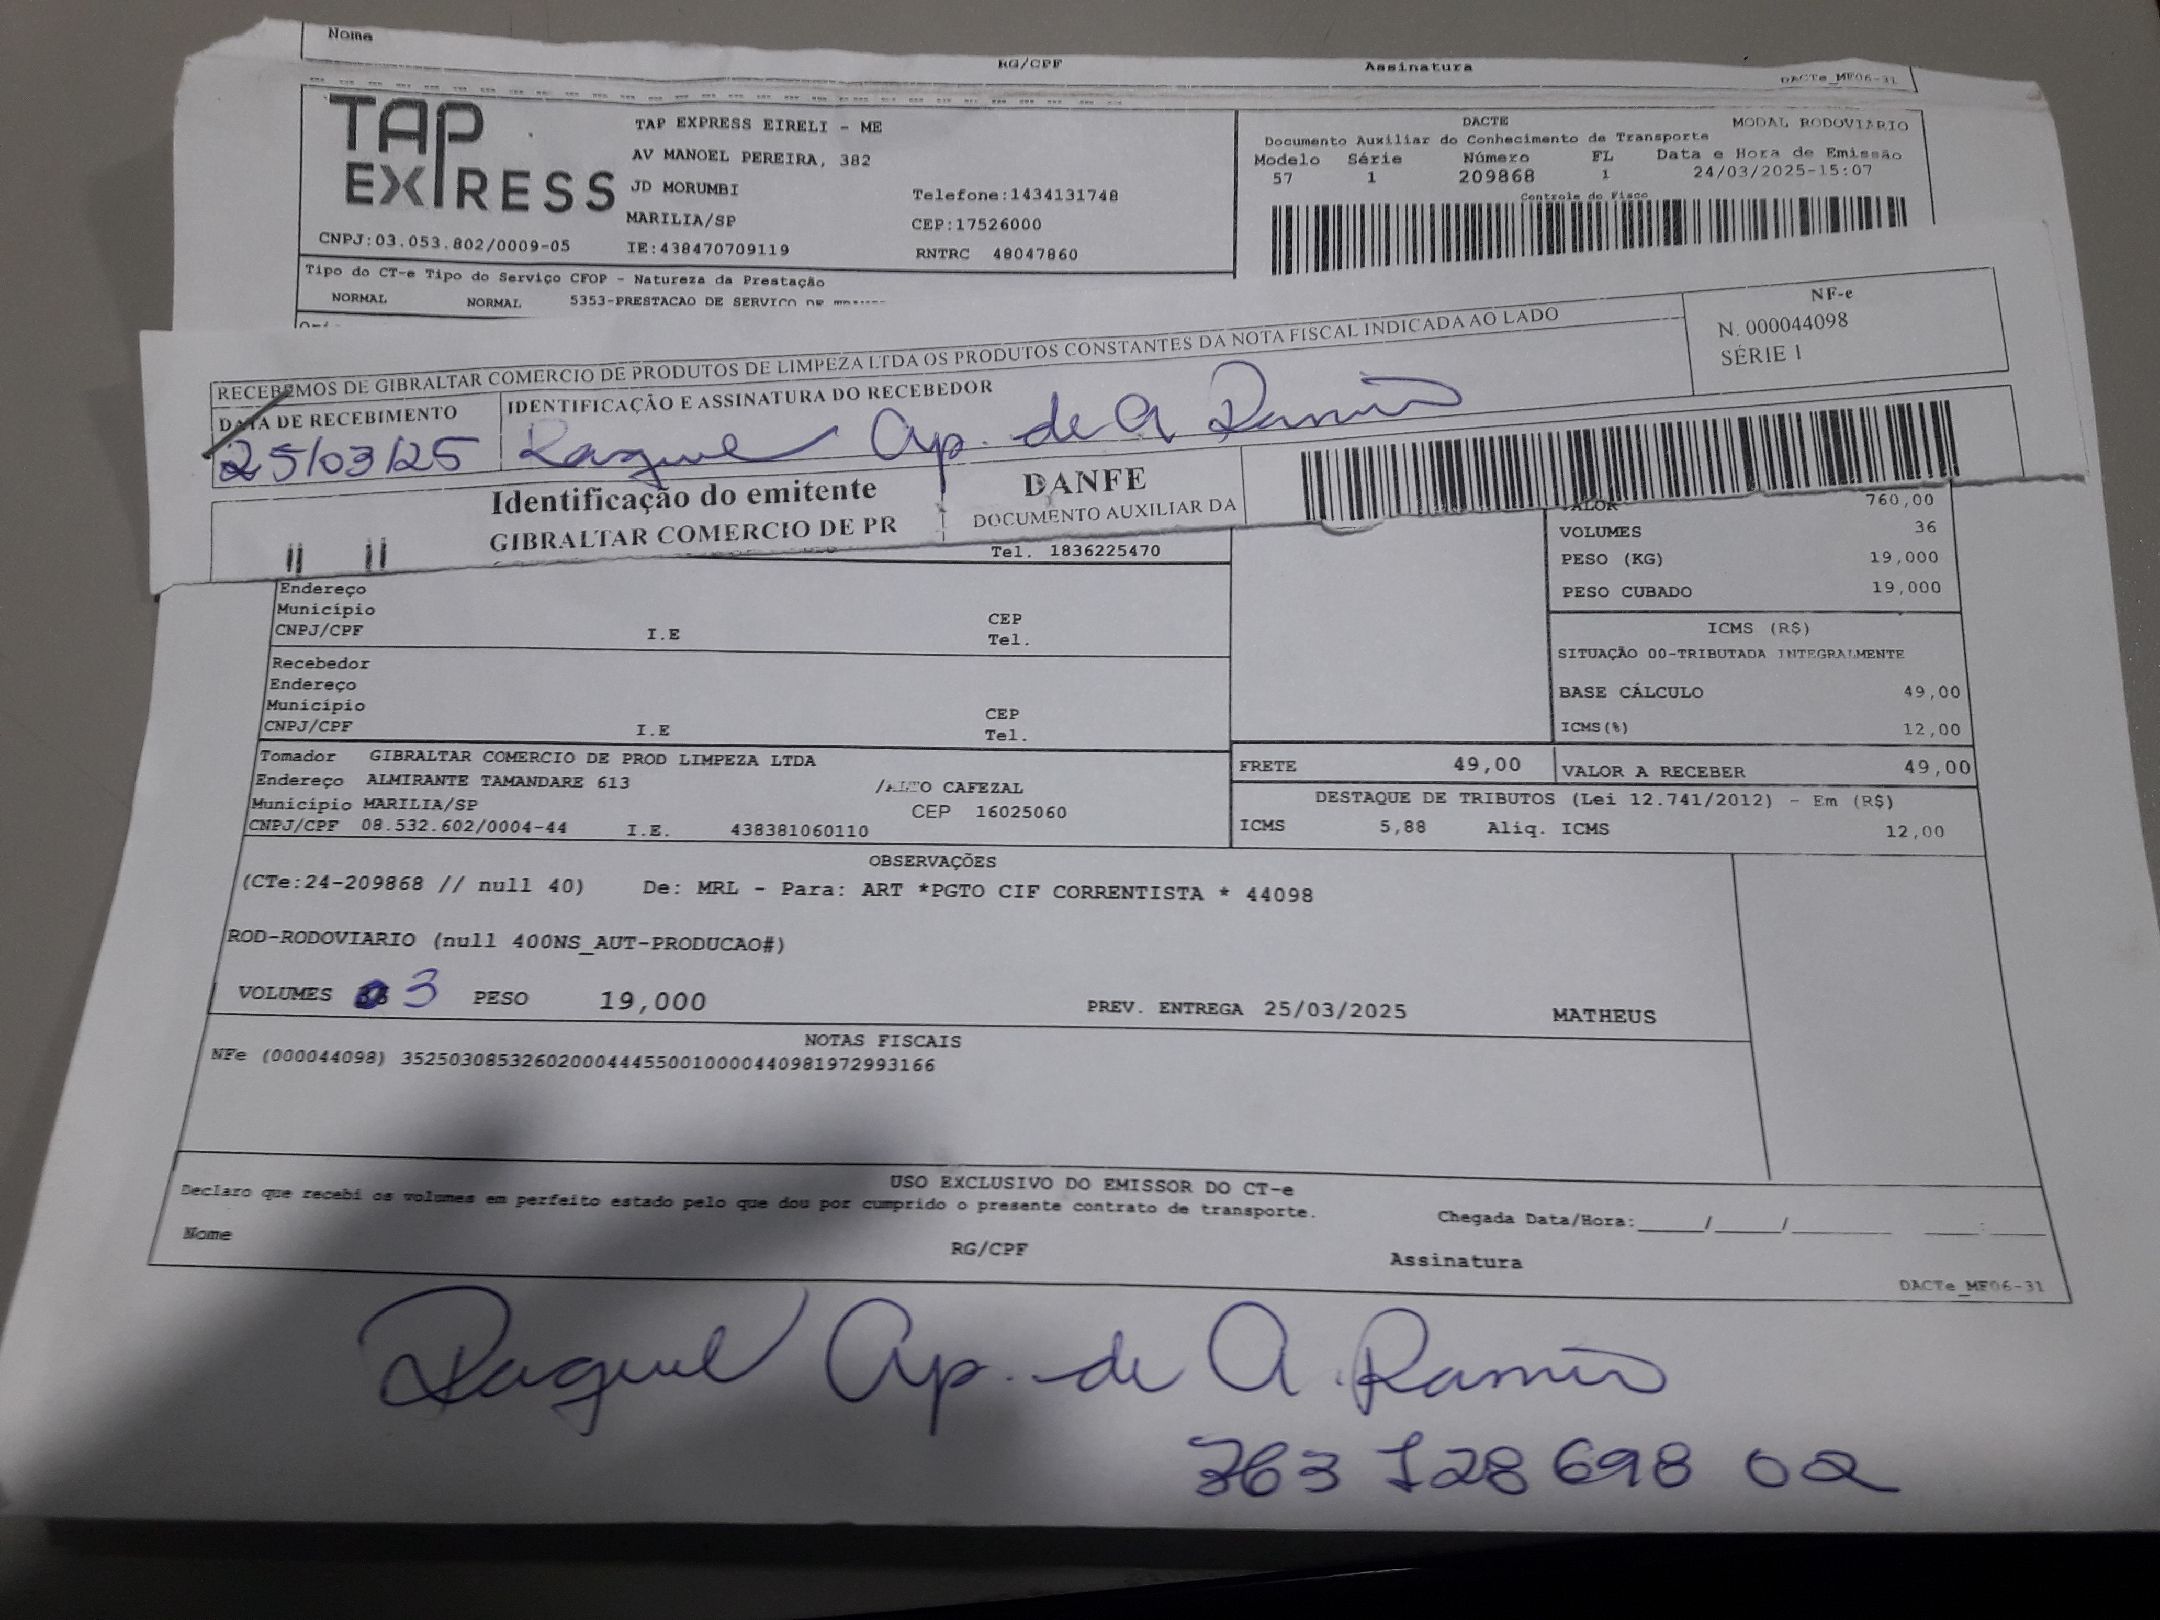 Nome RG/CPF Assinatura DACTe_MF06-31
TAP EXPRESS
TAP EXPRESS EIRELI - ME
AV MANOEL PEREIRA, 382
JD MORUMBI Telefone:1434131748
MARILIA/SP CEP:17526000
CNPJ:03.053.802/0009-05 IE:438470709119 RNTRC 48047860
DACTE MODAL RODOVIÁRIO
Documento Auxiliar do Conhecimento de Transporte
Modelo Série Número FL Data e Hora de Emissão
57 1 209868 1 24/03/2025-15:07
Controle do Fisco
Tipo do CT-e Tipo do Serviço CFOP - Natureza da Prestação
NORMAL NORMAL 5353-PRESTACAO DE SERVICO DE
RECEBEMOS DE GIBRALTAR COMERCIO DE PRODUTOS DE LIMPEZA LTDA OS PRODUTOS CONSTANTES DA NOTA FISCAL INDICADA AO LADO
NF-e
N. 000044098
SÉRIE 1
DATA DE RECEBIMENTO IDENTIFICAÇÃO E ASSINATURA DO RECEBEDOR
25/03/25 Raquel Ap. de A Ramos
Identificação do emitente DANFE
GIBRALTAR COMERCIO DE PR DOCUMENTO AUXILIAR DA
Tel. 1836225470
VALOR 760,00
VOLUMES 36
PESO (KG) 19,000
PESO CUBADO 19,000
Endereço
Município CEP
CNPJ/CPF I.E Tel.
Recebedor
Endereço
Município CEP
CNPJ/CPF I.E Tel.
ICMS (R$)
SITUAÇÃO 00-TRIBUTADA INTEGRALMENTE
BASE CÁLCULO 49,00
ICMS(%) 12,00
Tomador GIBRALTAR COMERCIO DE PROD LIMPEZA LTDA
Endereço ALMIRANTE TAMANDARE 613 /ALTO CAFEZAL
Município MARILIA/SP CEP 16025060
CNPJ/CPF 08.532.602/0004-44 I.E. 438381060110
FRETE 49,00 VALOR A RECEBER 49,00
DESTAQUE DE TRIBUTOS (Lei 12.741/2012) - Em (R$)
ICMS 5,88 Aliq. ICMS 12,00
OBSERVAÇÕES
(CTe:24-209868 // null 40) De: MRL - Para: ART *PGTO CIF CORRENTISTA * 44098
ROD-RODOVIARIO (null 400NS_AUT-PRODUCAO#)
VOLUMES 3 PESO 19,000 PREV. ENTREGA 25/03/2025 MATHEUS
NOTAS FISCAIS
NFe (000044098) 35250308532602000444550010000440981972993166
USO EXCLUSIVO DO EMISSOR DO CT-e
Declaro que recebi os volumes em perfeito estado pelo que dou por cumprido o presente contrato de transporte.
Chegada Data/Hora:_____/_____/_______ ____:____
Nome RG/CPF Assinatura
DACTe_MF06-31
Raquel Ap. de A. Ramos
363 128 698 02